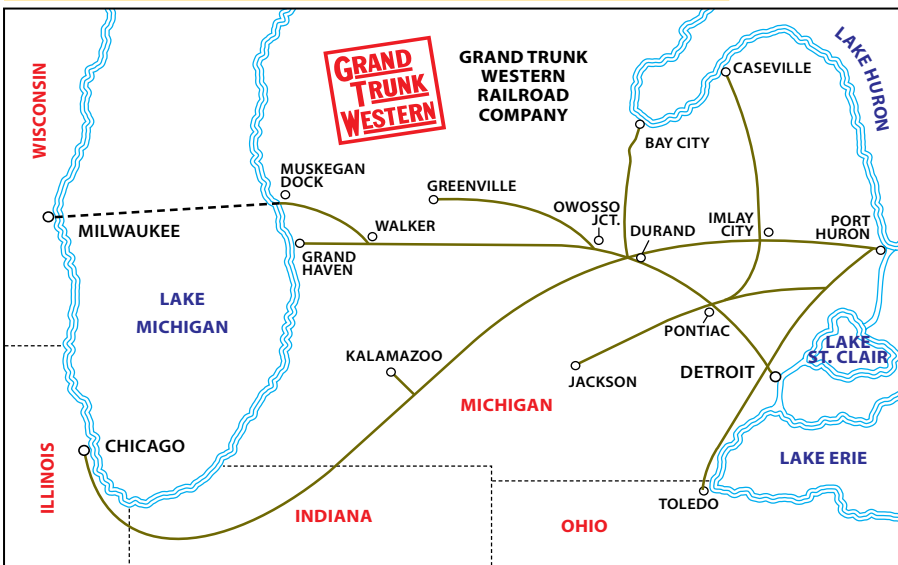 GRAND
TRUNK
WESTERN
GRAND TRUNK
WESTERN
RAILROAD
COMPANY
WISCONSIN
LAKE HURON
CASEVILLE
BAY CITY
MUSKEGAN
DOCK
GREENVILLE
OWOSSO
JCT.
IMLAY
CITY
PORT
HURON
MILWAUKEE
WALKER
DURAND
GRAND
HAVEN
LAKE
MICHIGAN
PONTIAC
LAKE
ST. CLAIR
KALAMAZOO
JACKSON
DETROIT
MICHIGAN
CHICAGO
ILLINOIS
LAKE ERIE
TOLEDO
INDIANA
OHIO